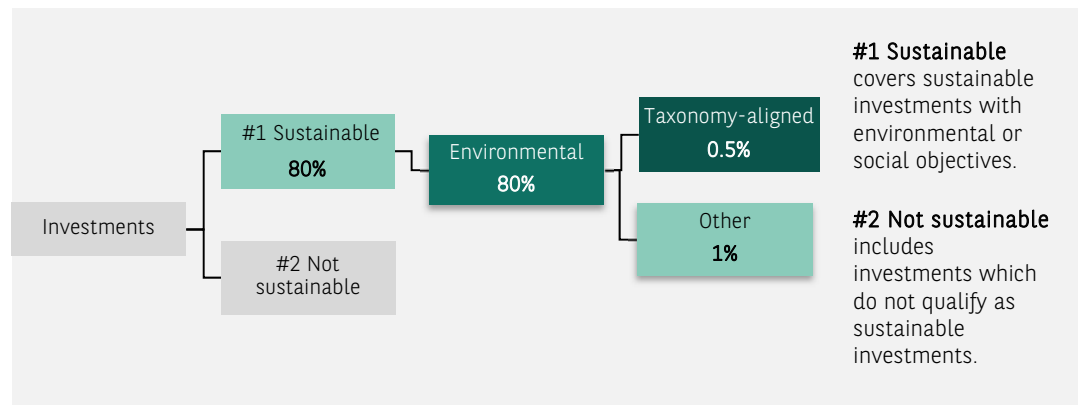 Investments
#1 Sustainable
80%
#2 Not
sustainable
Environmental
80%
Taxonomy-aligned
0.5%
Other
1%
#1 Sustainable
covers sustainable
investments with
environmental or
social objectives.
#2 Not sustainable
includes
investments which
do not qualify as
sustainable
investments.